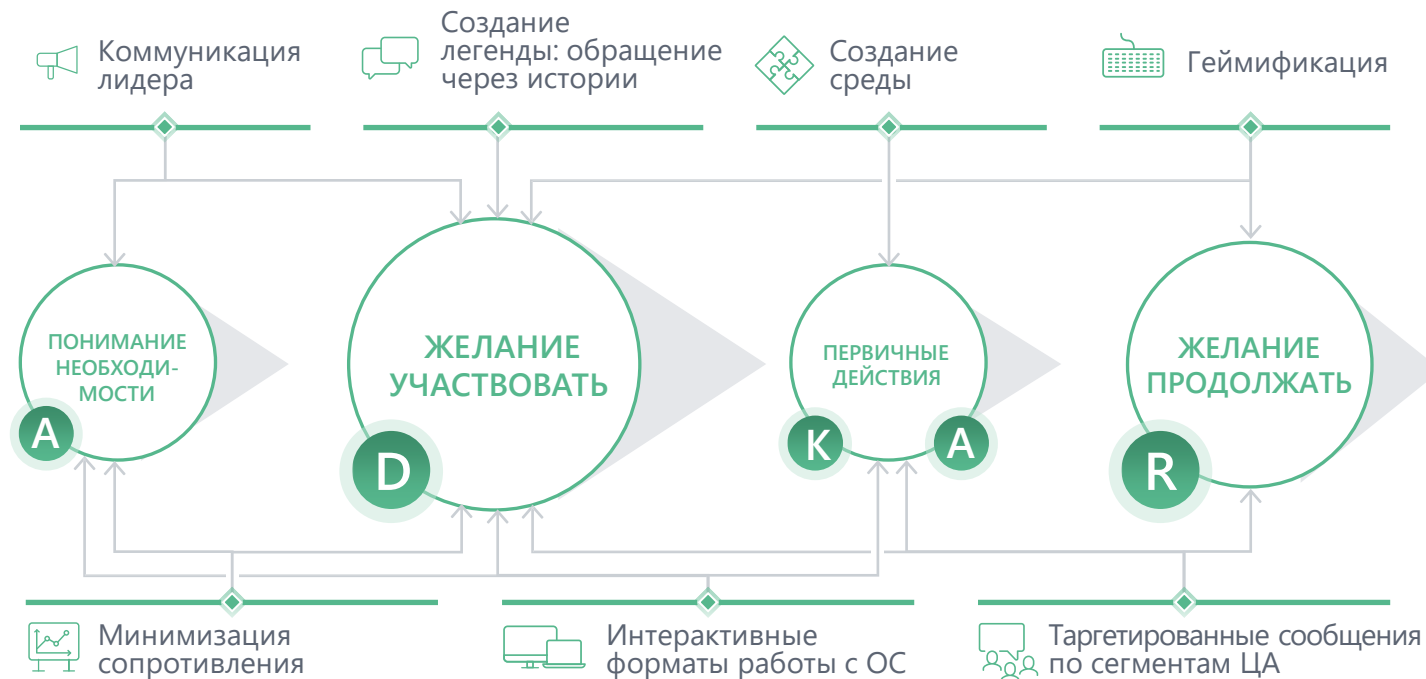 Коммуникация
лидера
Создание
легенды: обращение
через истории
Создание
среды
Геймификация
ПОНИМАНИЕ
НЕОБХОДИ-
МОСТИ
A
ЖЕЛАНИЕ
УЧАСТВОВАТЬ
D
ПЕРВИЧНЫЕ
ДЕЙСТВИЯ
K
A
ЖЕЛАНИЕ
ПРОДОЛЖАТЬ
R
Минимизация
сопротивления
Интерактивные
форматы работы с ОС
Таргетированные сообщения
по сегментам ЦА